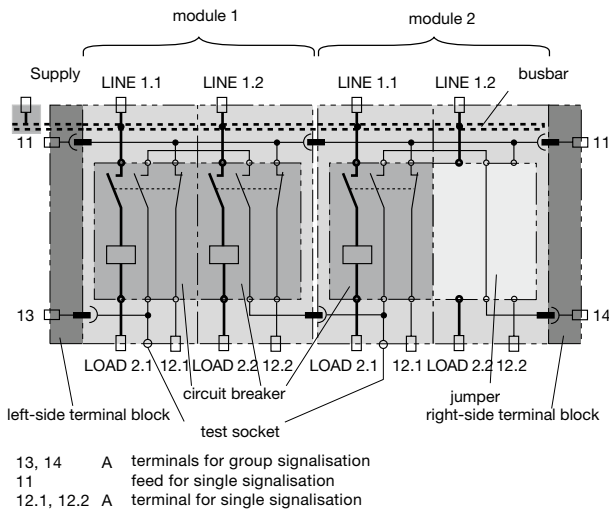 module 1
module 2
Supply
LINE 1.1
LINE 1.2
LINE 1.1
LINE 1.2
busbar
11
11
13
14
LOAD 2.1
12.1
LOAD 2.2
12.2
LOAD 2.1
12.1
LOAD 2.2
12.2
circuit breaker
jumper
left-side terminal block
right-side terminal block
test socket
13, 14 A terminals for group signalisation
11 feed for single signalisation
12.1, 12.2 A terminal for single signalisation